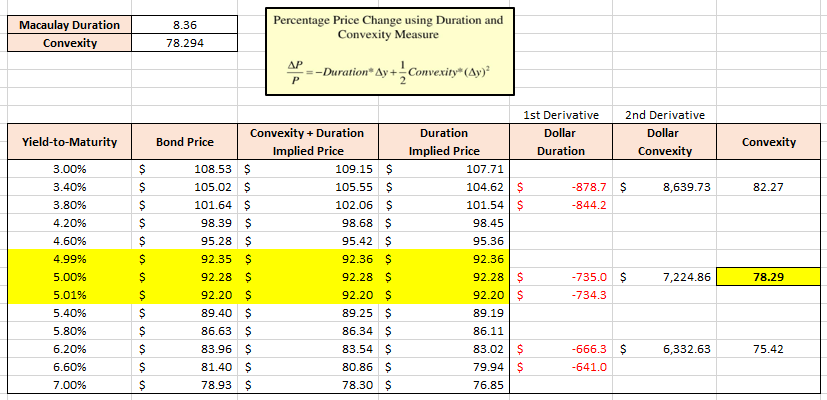 Percentage Price Change using Duration and
Convexity Measure
Macaulay Duration 8.36
Convexity 78.294
ΔP/P = -Duration* Δy + 1/2 Convexity* (Δy)²
1st Derivative 2nd Derivative
Yield-to-Maturity Bond Price Convexity + Duration Implied Price Duration Implied Price Dollar Duration Dollar Convexity Convexity
3.00% $ 108.53 $ 109.15 $ 107.71
3.40% $ 105.02 $ 105.55 $ 104.62 $ -878.7 $ 8,639.73 82.27
3.80% $ 101.64 $ 102.06 $ 101.54 $ -844.2
4.20% $ 98.39 $ 98.68 $ 98.45
4.60% $ 95.28 $ 95.42 $ 95.36
4.99% $ 92.35 $ 92.36 $ 92.36
5.00% $ 92.28 $ 92.28 $ 92.28 $ -735.0 $ 7,224.86 78.29
5.01% $ 92.20 $ 92.20 $ 92.20 $ -734.3
5.40% $ 89.40 $ 89.25 $ 89.19
5.80% $ 86.63 $ 86.34 $ 86.11
6.20% $ 83.96 $ 83.54 $ 83.02 $ -666.3 $ 6,332.63 75.42
6.60% $ 81.40 $ 80.86 $ 79.94 $ -641.0
7.00% $ 78.93 $ 78.30 $ 76.85